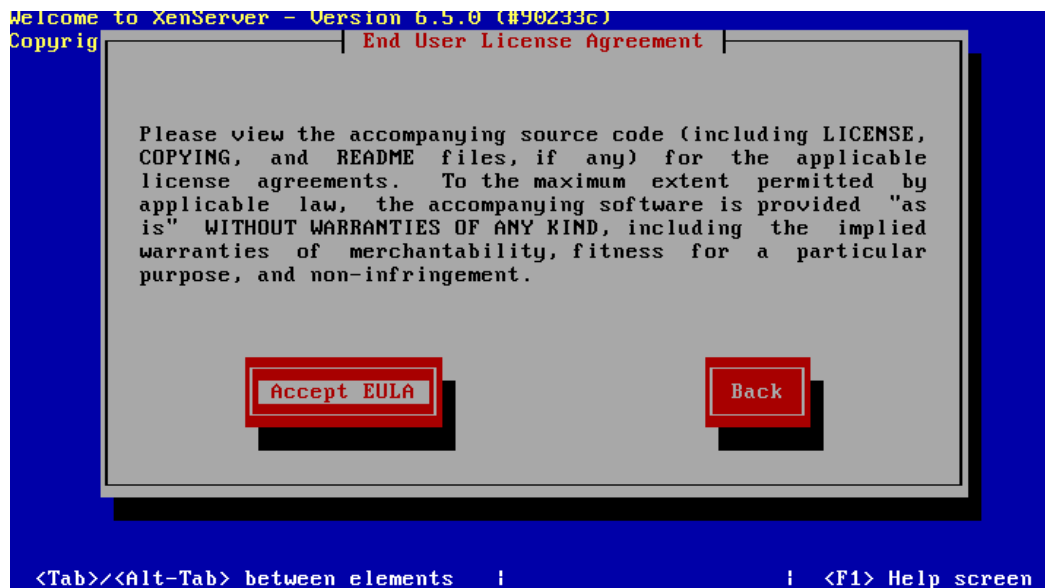 Welcome to XenServer - Version 6.5.0 (#90233c)
Copyrig
End User License Agreement
Please view the accompanying source code (including LICENSE,
COPYING, and README files, if any) for the applicable
license agreements. To the maximum extent permitted by
applicable law, the accompanying software is provided "as
is" WITHOUT WARRANTIES OF ANY KIND, including the implied
warranties of merchantability, fitness for a particular
purpose, and non-infringement.
Accept EULA Back
<Tab>/<Alt-Tab> between elements | | <F1> Help screen